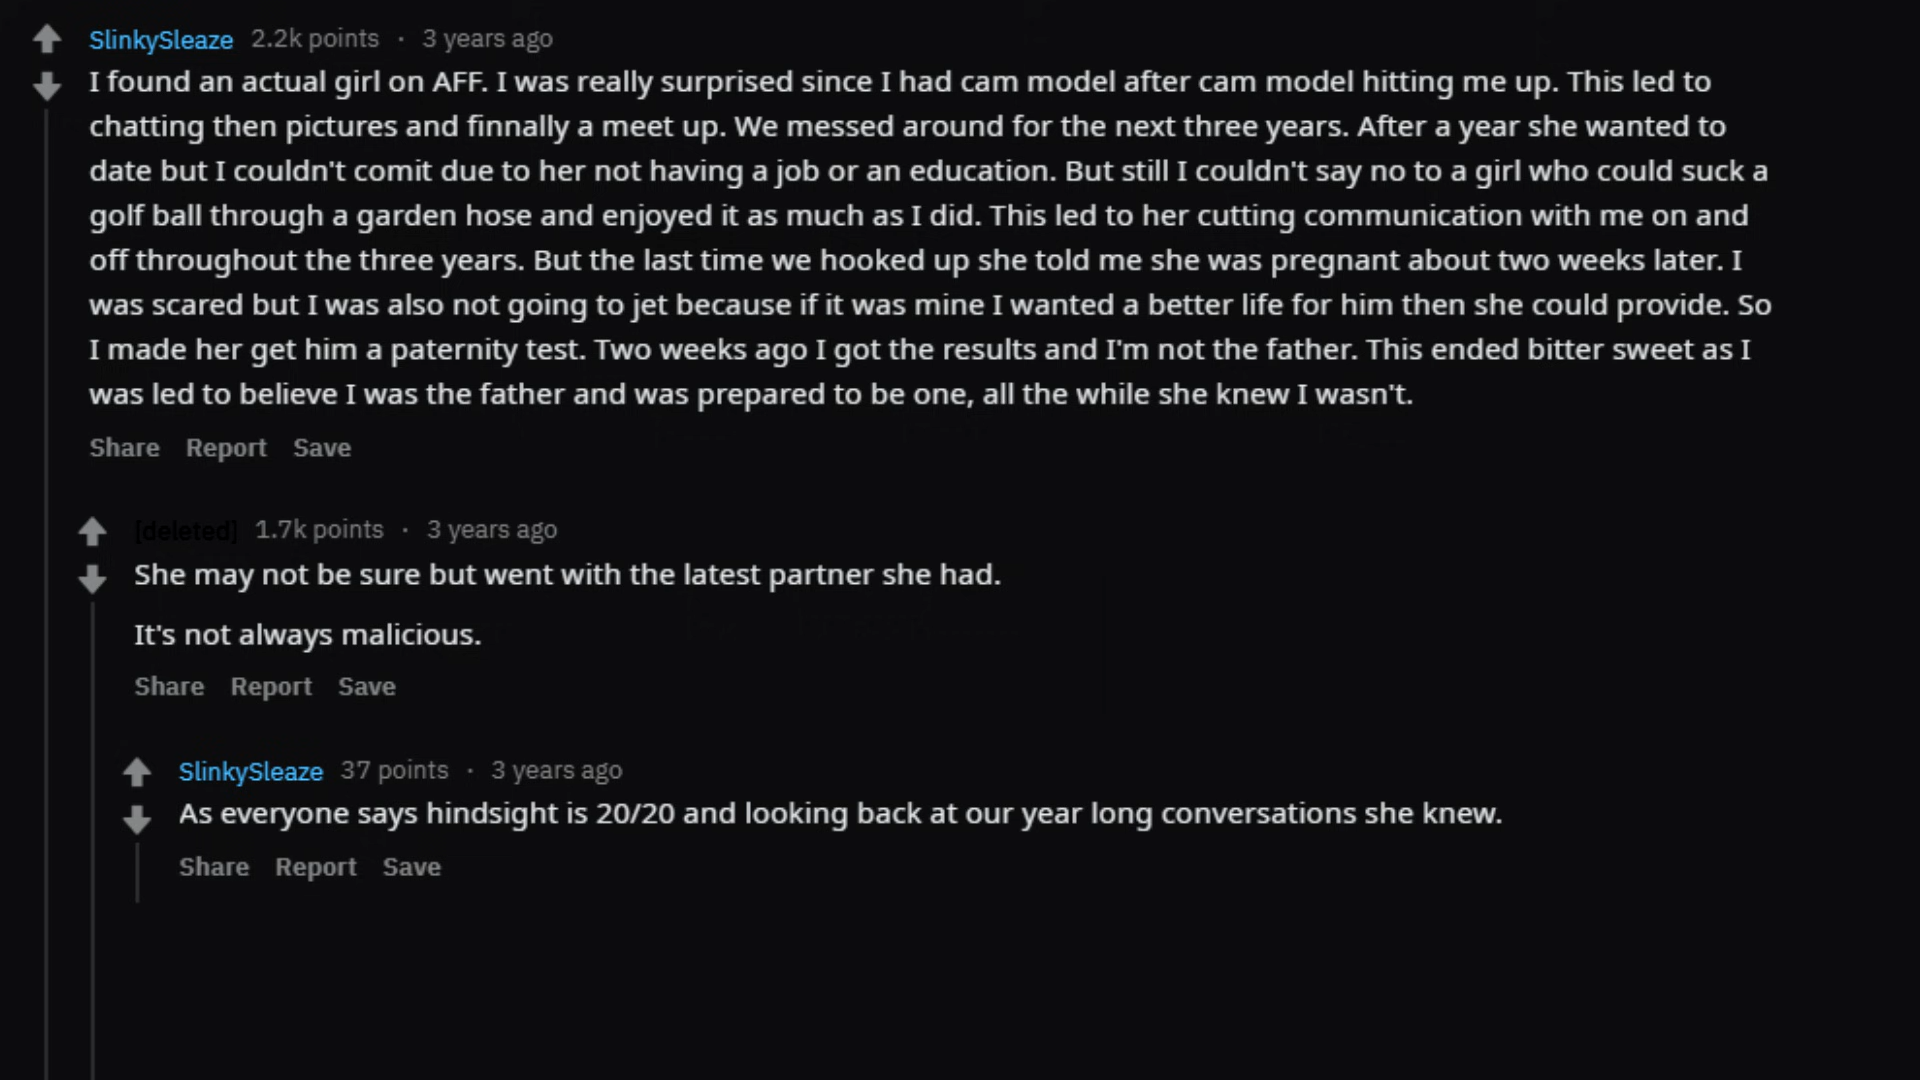 SlinkySleaze 2.2k points · 3 years ago
I found an actual girl on AFF. I was really surprised since I had cam model after cam model hitting me up. This led to
chatting then pictures and finnally a meet up. We messed around for the next three years. After a year she wanted to
date but I couldn't comit due to her not having a job or an education. But still I couldn't say no to a girl who could suck a
golf ball through a garden hose and enjoyed it as much as I did. This led to her cutting communication with me on and
off throughout the three years. But the last time we hooked up she told me she was pregnant about two weeks later. I
was scared but I was also not going to jet because if it was mine I wanted a better life for him then she could provide. So
I made her get him a paternity test. Two weeks ago I got the results and I'm not the father. This ended bitter sweet as I
was led to believe I was the father and was prepared to be one, all the while she knew I wasn't.
Share Report Save
[deleted] 1.7k points · 3 years ago
She may not be sure but went with the latest partner she had.
It's not always malicious.
Share Report Save
SlinkySleaze 37 points · 3 years ago
As everyone says hindsight is 20/20 and looking back at our year long conversations she knew.
Share Report Save